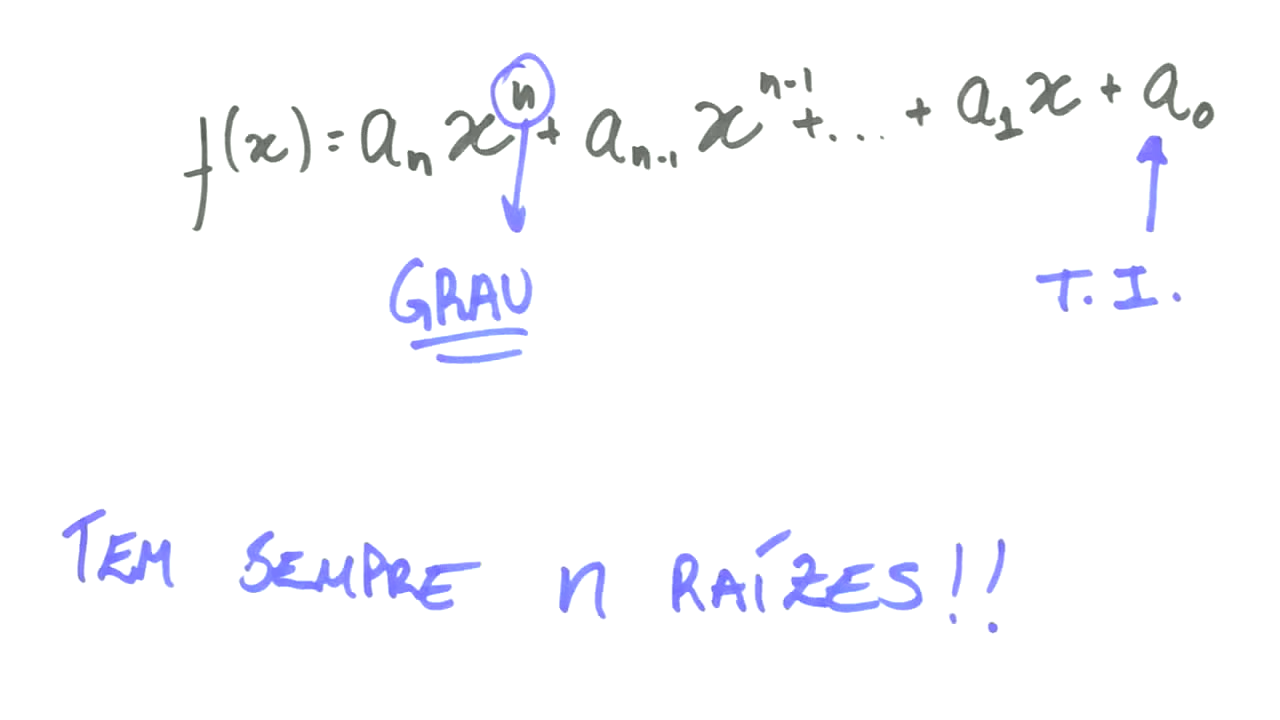 f(x) = aₙxⁿ + aₙ₋₁xⁿ⁻¹ + ... + a₁x + a₀
GRAU
T.I.
TEM SEMPRE n RAÍZES!!